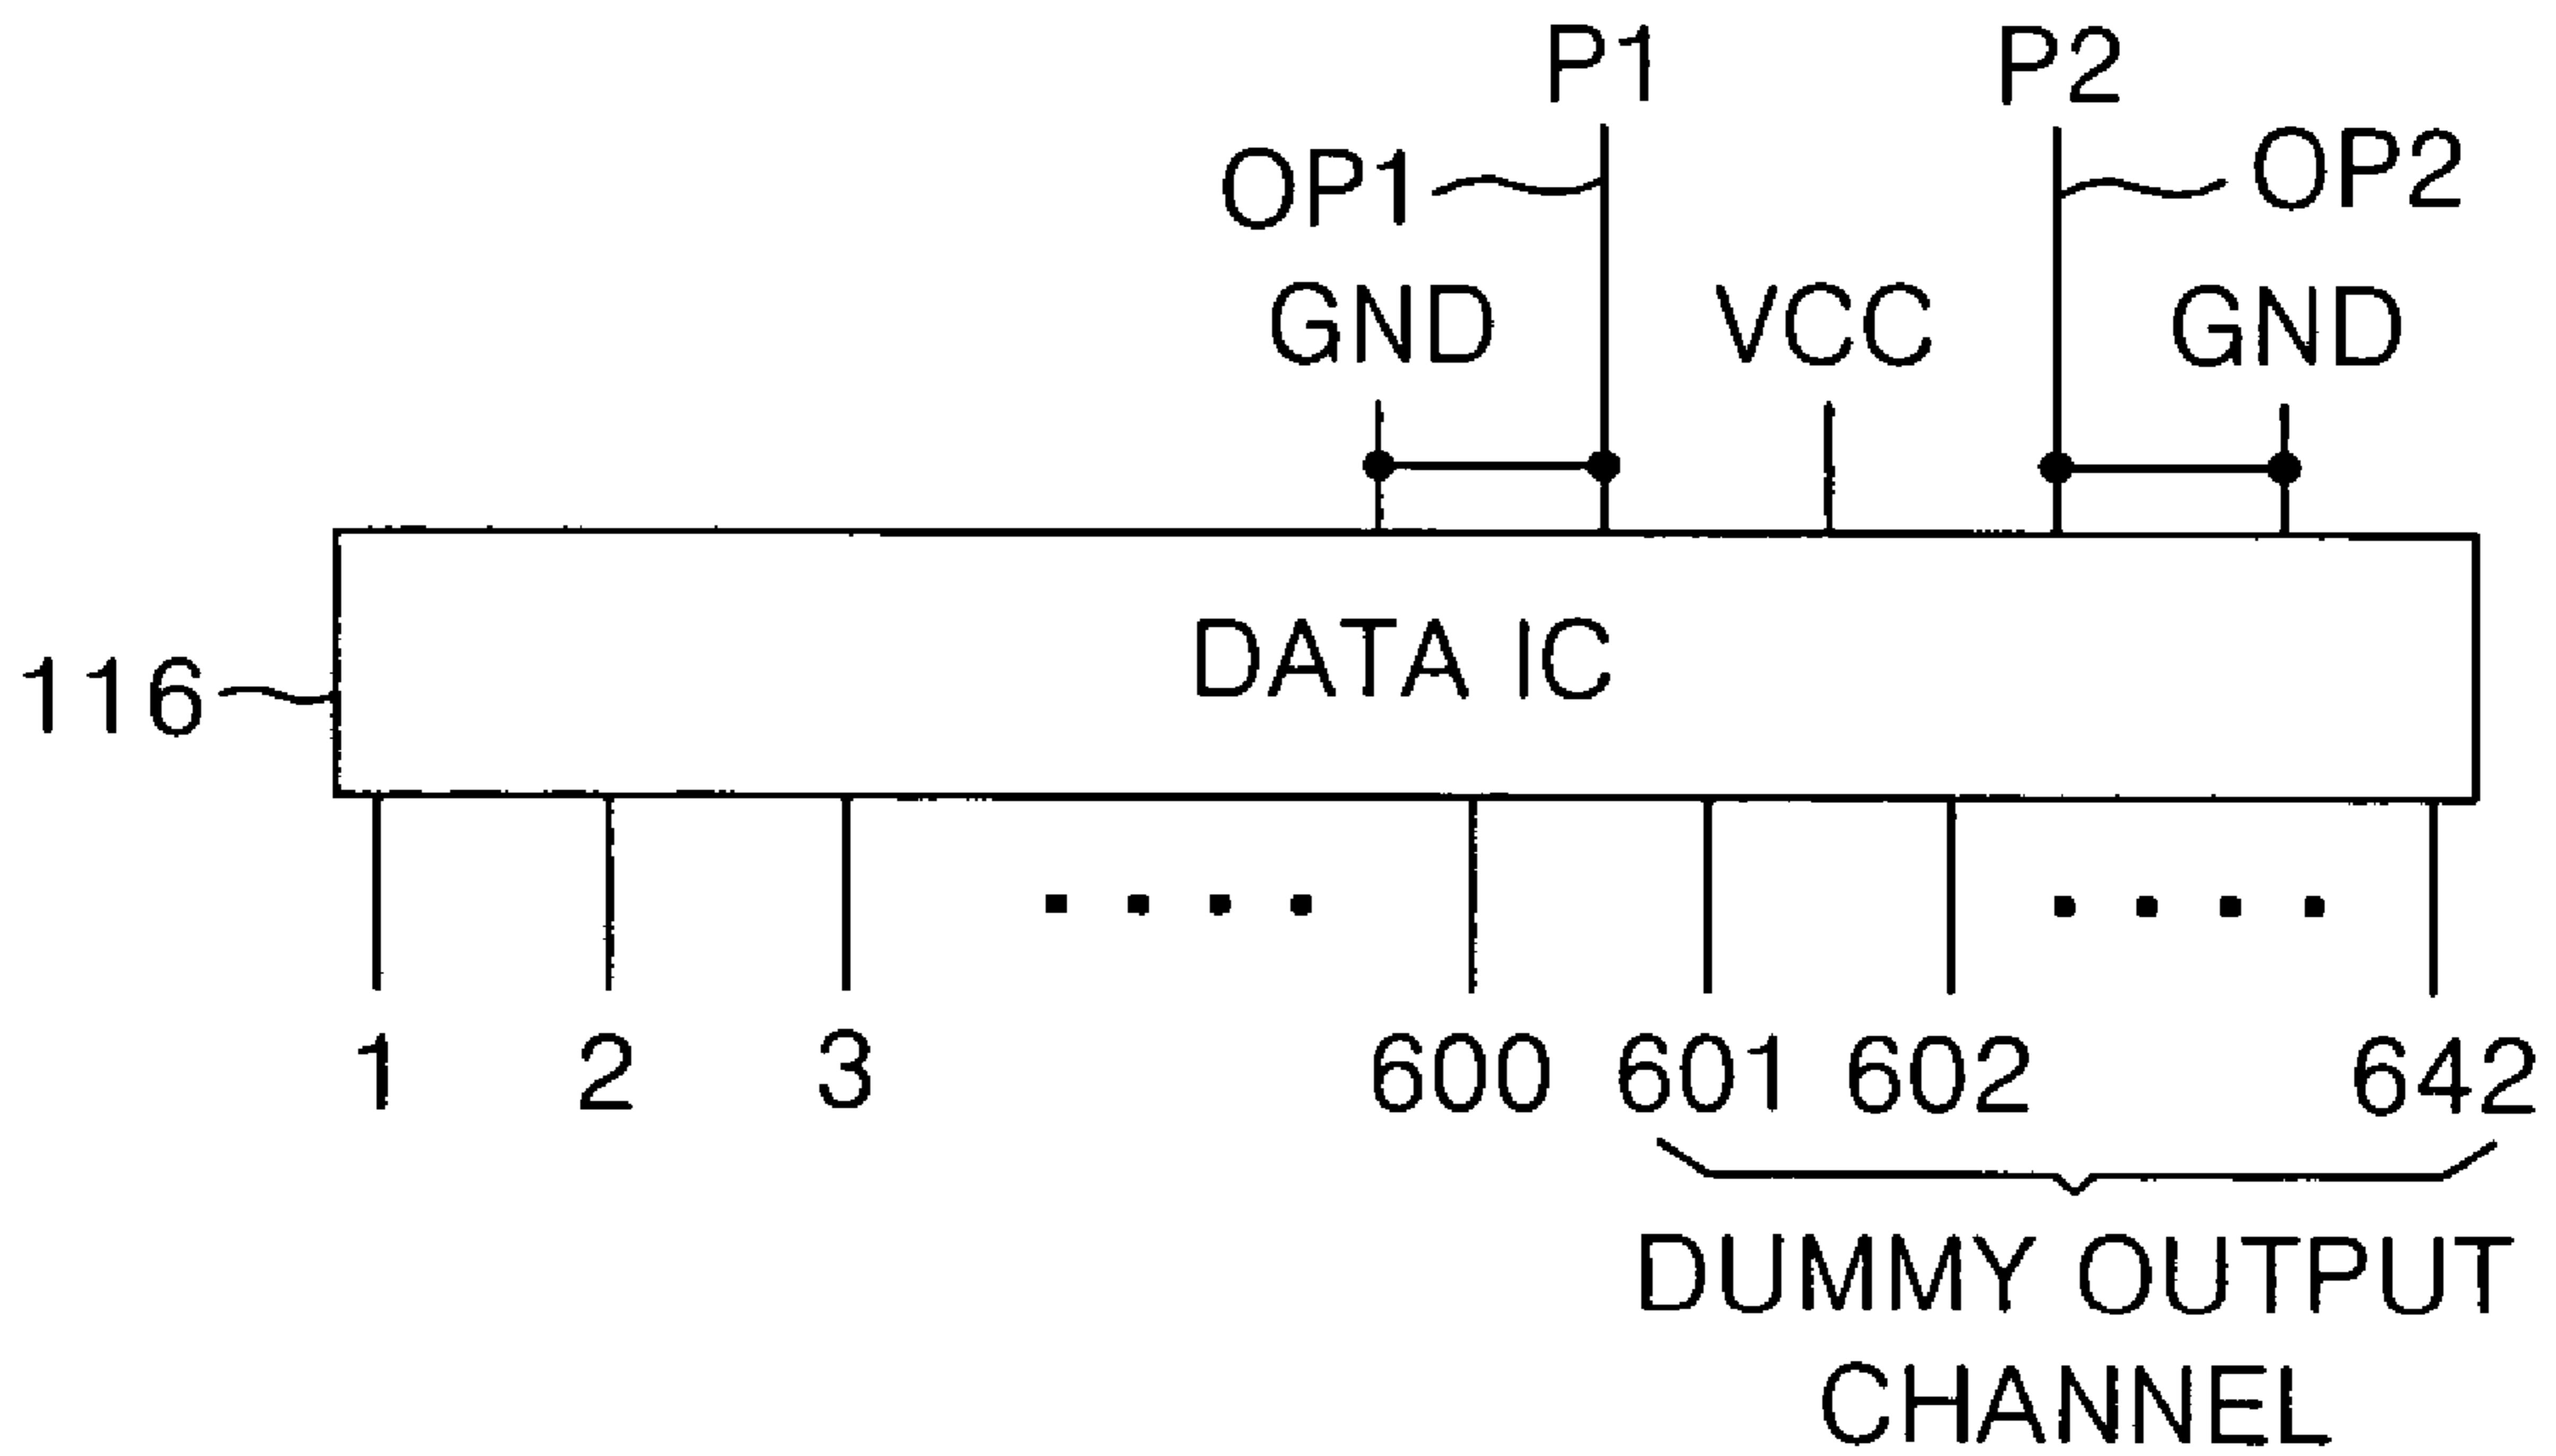 P1 P2
OP1 OP2
GND VCC GND
DATA IC
116
1 2 3 .... 600 601 602 .... 642
DUMMY OUTPUT
CHANNEL